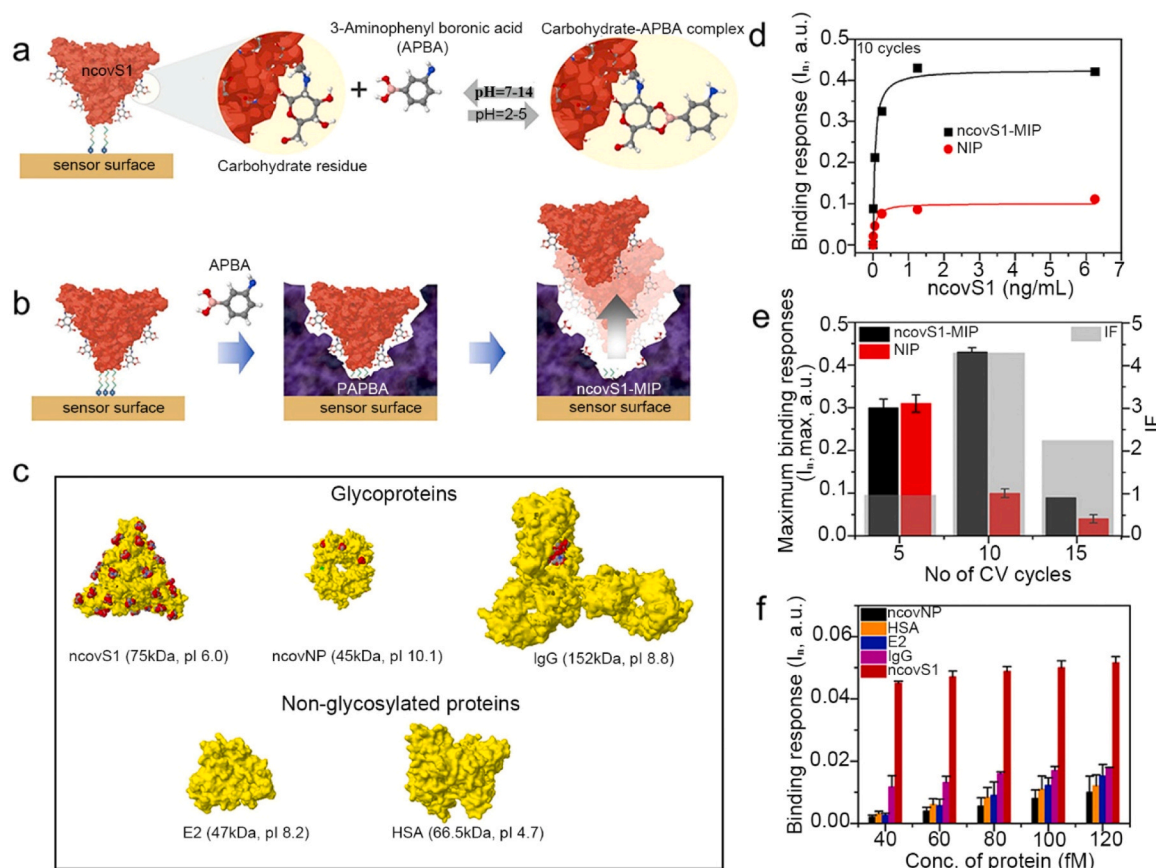 a
ncovS1
sensor surface
Carbohydrate residue
+
3-Aminophenyl boronic acid
(APBA)
pH=7-14
pH=2-5
Carbohydrate-APBA complex
b
sensor surface
APBA
PAPBA
sensor surface
ncovS1-MIP
sensor surface
c
Glycoproteins
ncovS1 (75kDa, pI 6.0)
ncovNP (45kDa, pI 10.1)
IgG (152kDa, pI 8.8)
Non-glycosylated proteins
E2 (47kDa, pI 8.2)
HSA (66.5kDa, pI 4.7)
d
10 cycles
ncovS1-MIP
NIP
Binding response (Iₙ, a.u.)
0.5
0.4
0.3
0.2
0.1
0.0
0 1 2 3 4 5 6 7
ncovS1 (ng/mL)
e
ncovS1-MIP
NIP
IF
Maximum binding responses
(Iₙ,max, a.u.)
0.5
0.4
0.3
0.2
0.1
0.0
5
4
3
2
1
0
IF
5 10 15
No of CV cycles
f
ncovNP
HSA
E2
IgG
ncovS1
Binding response (Iₙ, a.u.)
0.06
0.04
0.02
0.00
40 60 80 100 120
Conc. of protein (fM)